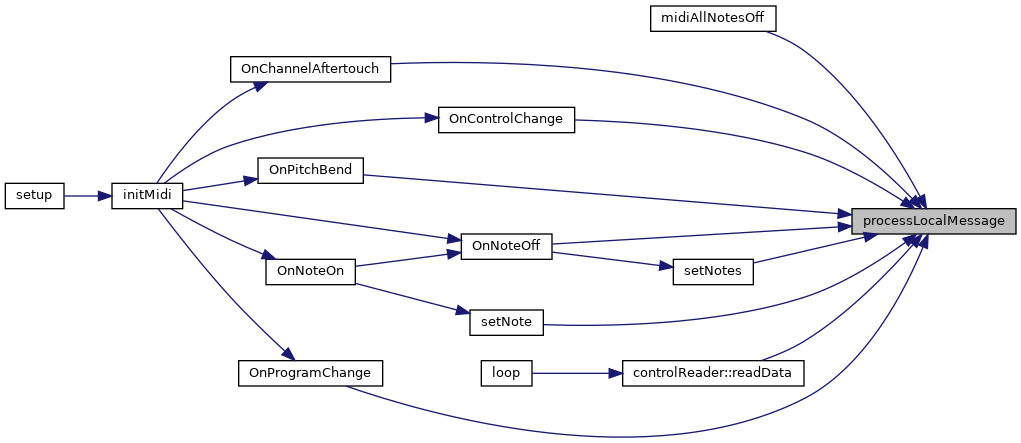 midiAllNotesOff
OnChannelAftertouch
OnControlChange
OnPitchBend
setup
initMidi
processLocalMessage
OnNoteOff
OnNoteOn
setNotes
setNote
OnProgramChange
loop
controlReader::readData